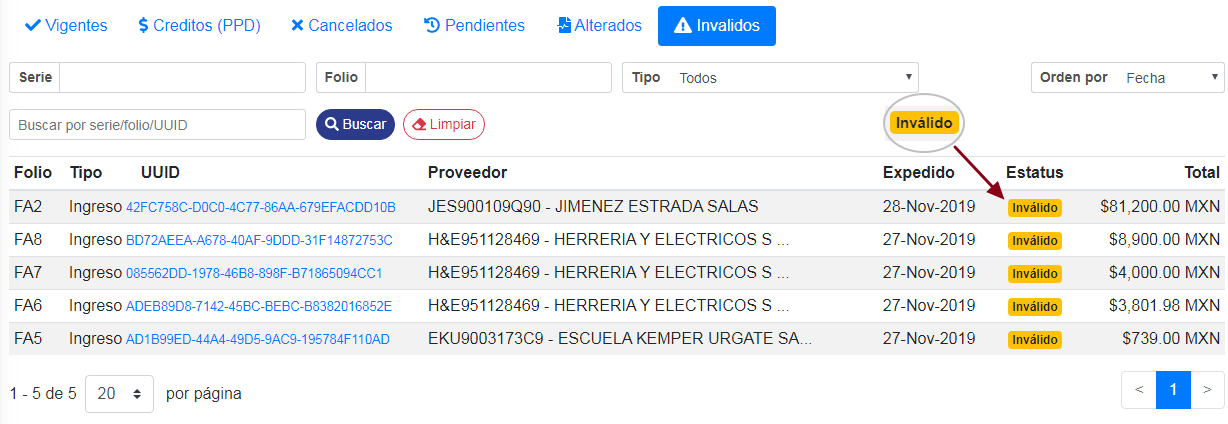 Vigentes Creditos (PPD) Cancelados Pendientes Alterados Invalidos
Serie Folio Tipo Todos Orden por Fecha
Buscar por serie/folio/UUID Buscar Limpiar Inválido
Folio Tipo UUID Proveedor Expedido Estatus Total
FA2 Ingreso 42FC758C-D0C0-4C77-86AA-679EFACDD10B JES900109Q90 - JIMENEZ ESTRADA SALAS 28-Nov-2019 Inválido $81,200.00 MXN
FA8 Ingreso BD72AEEA-A678-40AF-9DDD-31F14872753C H&E951128469 - HERRERIA Y ELECTRICOS S ... 27-Nov-2019 Inválido $8,900.00 MXN
FA7 Ingreso 085562DD-1978-46B8-898F-B71865094CC1 H&E951128469 - HERRERIA Y ELECTRICOS S ... 27-Nov-2019 Inválido $4,000.00 MXN
FA6 Ingreso ADEB89D8-7142-45BC-BEBC-B8382016852E H&E951128469 - HERRERIA Y ELECTRICOS S ... 27-Nov-2019 Inválido $3,801.98 MXN
FA5 Ingreso AD1B99ED-44A4-49D5-9AC9-195784F110AD EKU9003173C9 - ESCUELA KEMPER URGATE SA... 27-Nov-2019 Inválido $739.00 MXN
1 - 5 de 5 20 por página < 1 >